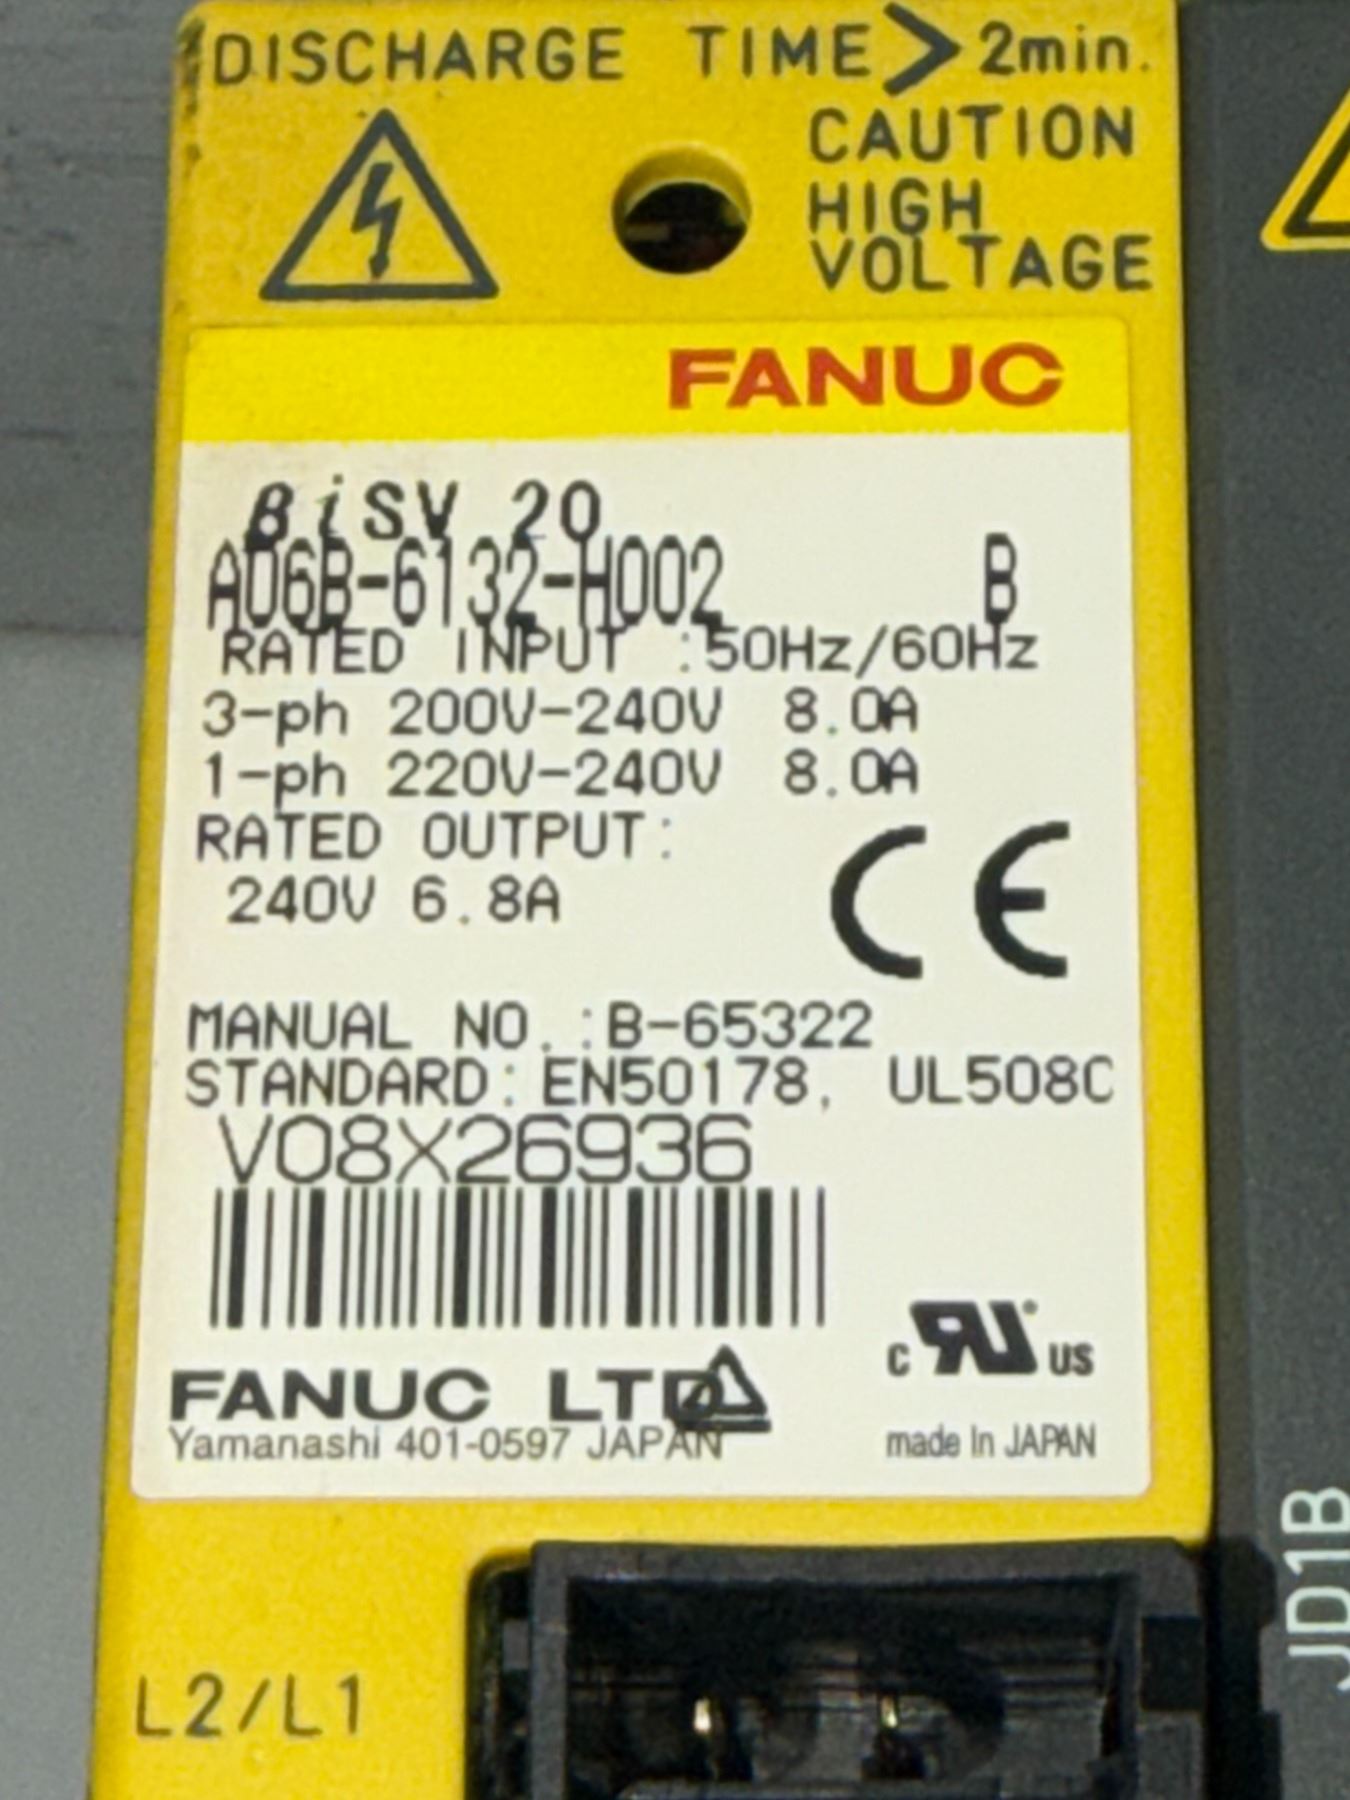 DISCHARGE TIME > 2min.
CAUTION
HIGH
VOLTAGE
FANUC
βiSV 20
A06B-6132-H002 B
RATED INPUT :50Hz/60Hz
3-ph 200V-240V 8.0A
1-ph 220V-240V 8.0A
RATED OUTPUT:
240V 6.8A
CE
MANUAL NO.:B-65322
STANDARD:EN50178, UL508C
V08X26936
c RU US
FANUC LTD
Yamanashi 401-0597 JAPAN
made in JAPAN
L2/L1
JD1B